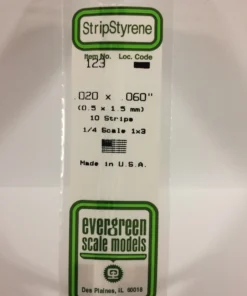 StripStyrene
Item No. Loc. Code
123
.020 x .060"
(0.5 x 1.5 mm)
10 Strips
1/4 Scale 1x3
Made in U.S.A.
evergreen
scale models
Des Plaines, IL 60018